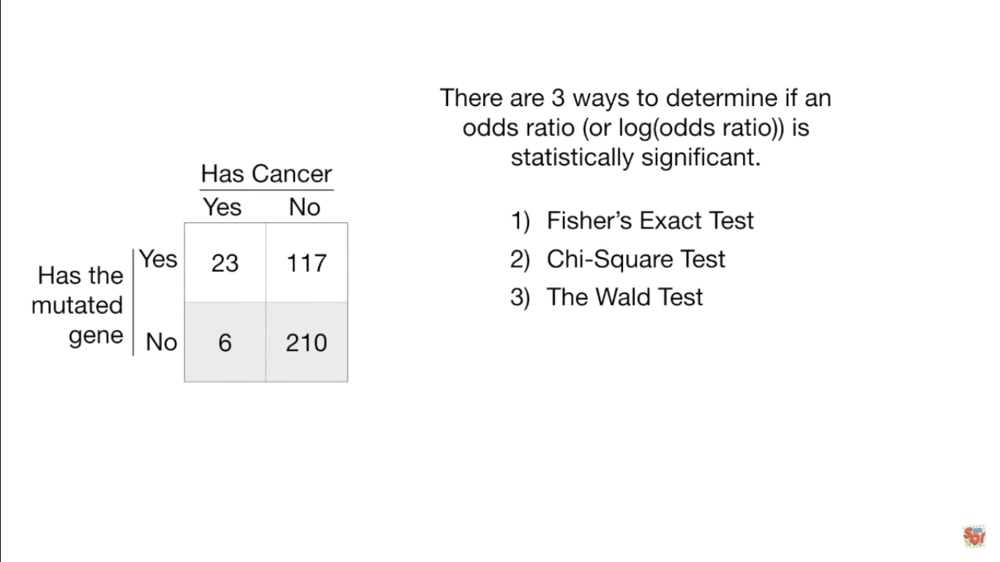 There are 3 ways to determine if an
odds ratio (or log(odds ratio)) is
statistically significant.
Has Cancer
Yes No
Has the
mutated
gene
Yes 23 117
No 6 210
1) Fisher’s Exact Test
2) Chi-Square Test
3) The Wald Test
SQ!